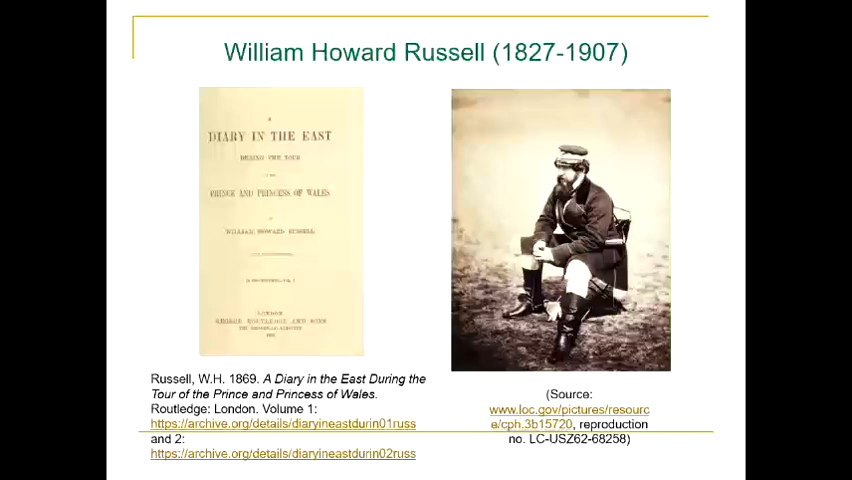 William Howard Russell (1827-1907)
A
DIARY IN THE EAST
DURING THE TOUR
OF THE
PRINCE AND PRINCESS OF WALES
BY
WILLIAM HOWARD RUSSELL
LONDON
GEORGE ROUTLEDGE AND SONS
Russell, W.H. 1869. A Diary in the East During the
Tour of the Prince and Princess of Wales.
Routledge: London. Volume 1:
https://archive.org/details/diaryineastdurin01russ
and 2:
https://archive.org/details/diaryineastdurin02russ
(Source:
www.loc.gov/pictures/resourc
e/cph.3b15720, reproduction
no. LC-USZ62-68258)